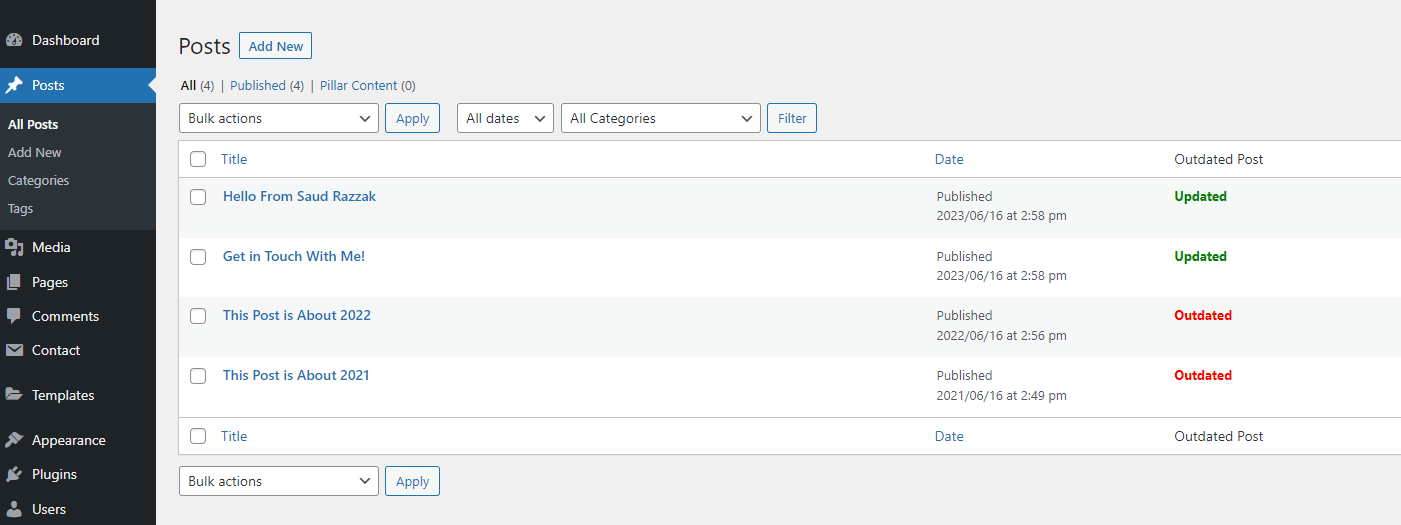 Dashboard
Posts
All Posts
Add New
Categories
Tags
Media
Pages
Comments
Contact
Templates
Appearance
Plugins
Users
Posts Add New
All (4) | Published (4) | Pillar Content (0)
Bulk actions Apply All dates All Categories Filter
Title Date Outdated Post
Hello From Saud Razzak Published Updated
2023/06/16 at 2:58 pm
Get in Touch With Me! Published Updated
2023/06/16 at 2:58 pm
This Post is About 2022 Published Outdated
2022/06/16 at 2:56 pm
This Post is About 2021 Published Outdated
2021/06/16 at 2:49 pm
Title Date Outdated Post
Bulk actions Apply